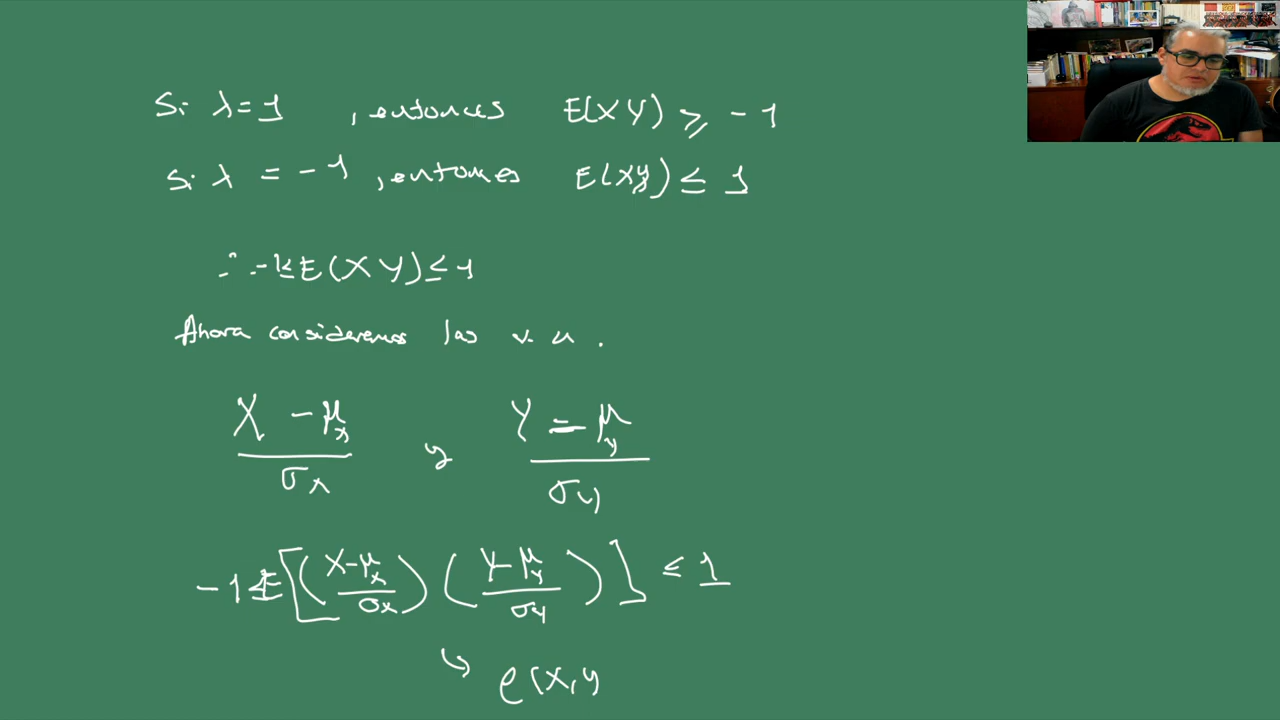 Si λ = 1 , entonces E(XY) ≥ -1
Si λ = -1 , entonces E(XY) ≤ 1
∴ -1 ≤ E(XY) ≤ 1
Ahora consideremos las v. a .
X - μx / σx y Y - μy / σy
-1 ≤ E[(X-μx / σx)(Y-μy / σy)] ≤ 1
↳ ρ(X,Y